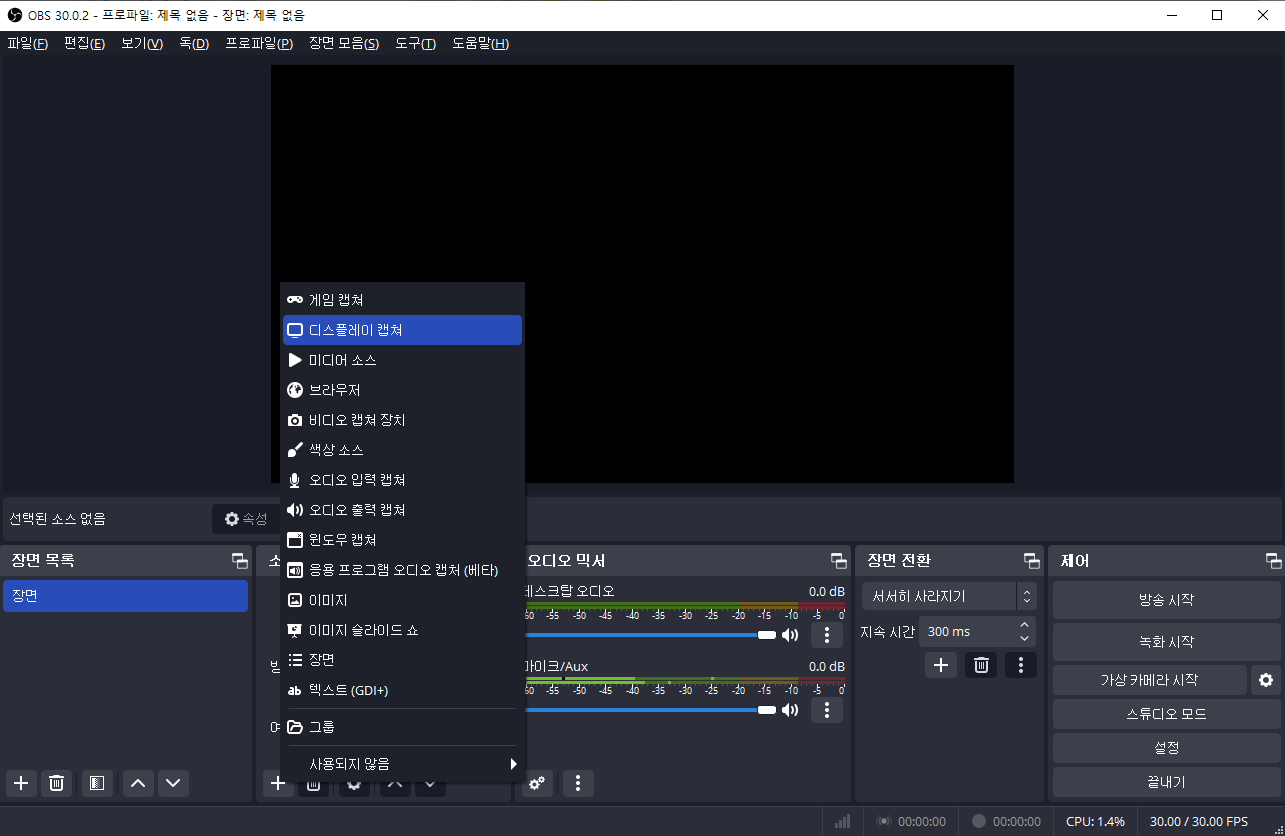 OBS 30.0.2 - 프로파일: 제목 없음 - 장면: 제목 없음
파일(F) 편집(E) 보기(V) 독(D) 프로파일(P) 장면 모음(S) 도구(T) 도움말(H)
게임 캡쳐
디스플레이 캡쳐
미디어 소스
브라우저
비디오 캡쳐 장치
색상 소스
오디오 입력 캡쳐
오디오 출력 캡쳐
윈도우 캡쳐
응용 프로그램 오디오 캡쳐 (베타)
이미지
이미지 슬라이드 쇼
장면
ab 텍스트 (GDI+)
그룹
사용되지 않음
선택된 소스 없음
속성
장면 목록
장면
오디오 믹서
데스크탑 오디오 0.0 dB
-55 -50 -45 -40 -35 -30 -25 -20 -15 -10 -5 0
마이크/Aux 0.0 dB
-55 -50 -45 -40 -35 -30 -25 -20 -15 -10 -5 0
장면 전환
서서히 사라지기
지속 시간 300 ms
제어
방송 시작
녹화 시작
가상 카메라 시작
스튜디오 모드
설정
끝내기
00:00:00 00:00:00 CPU: 1.4% 30.00 / 30.00 FPS